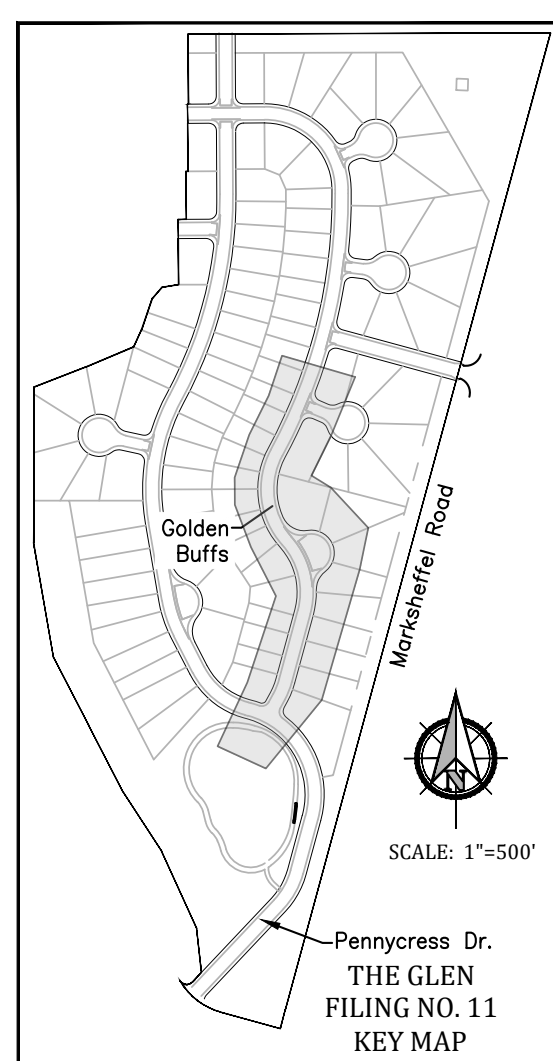 Golden
Buffs
Marksheffel Road
N
SCALE: 1"=500'
Pennycress Dr.
THE GLEN
FILING NO. 11
KEY MAP